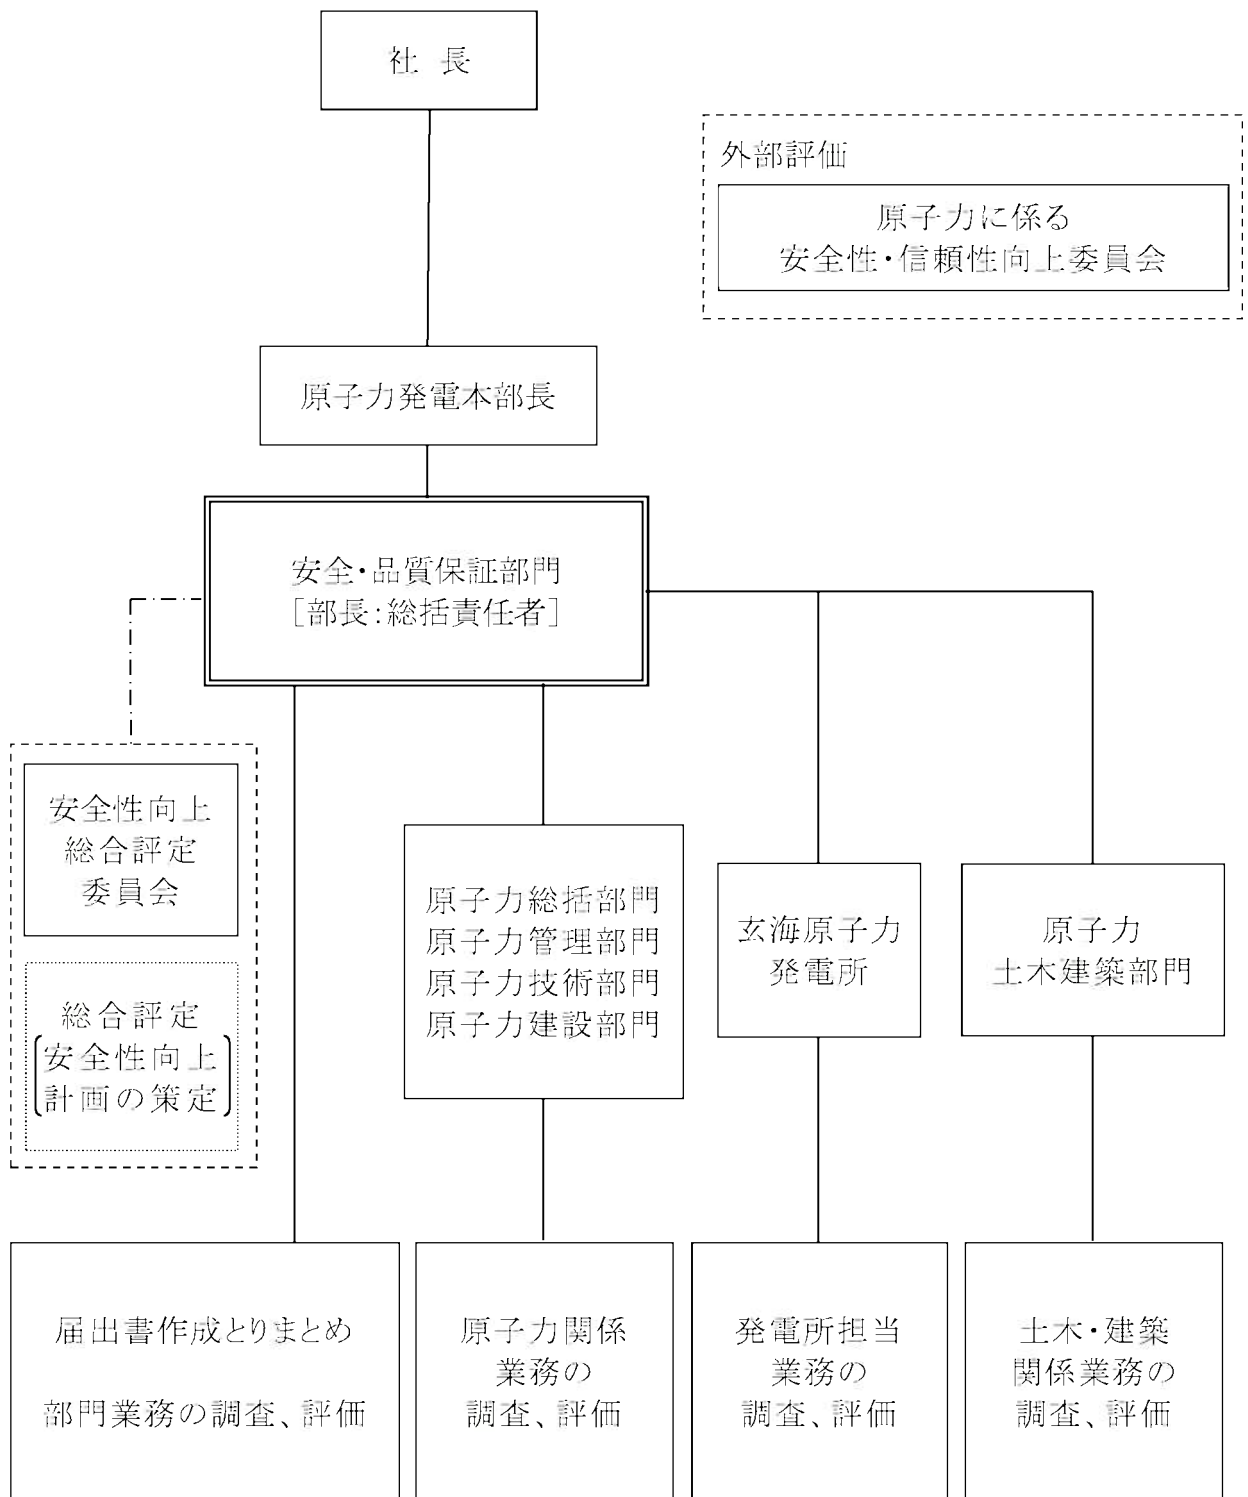 社 長
外部評価
原子力に係る
安全性・信頼性向上委員会
原子力発電本部長
安全・品質保証部門
[部長:総括責任者]
安全性向上
総合評定
委員会
総合評定
安全性向上
計画の策定
原子力総括部門
原子力管理部門
原子力技術部門
原子力建設部門
玄海原子力
発電所
原子力
土木建築部門
届出書作成とりまとめ
部門業務の調査、評価
原子力関係
業務の
調査、評価
発電所担当
業務の
調査、評価
土木・建築
関係業務の
調査、評価